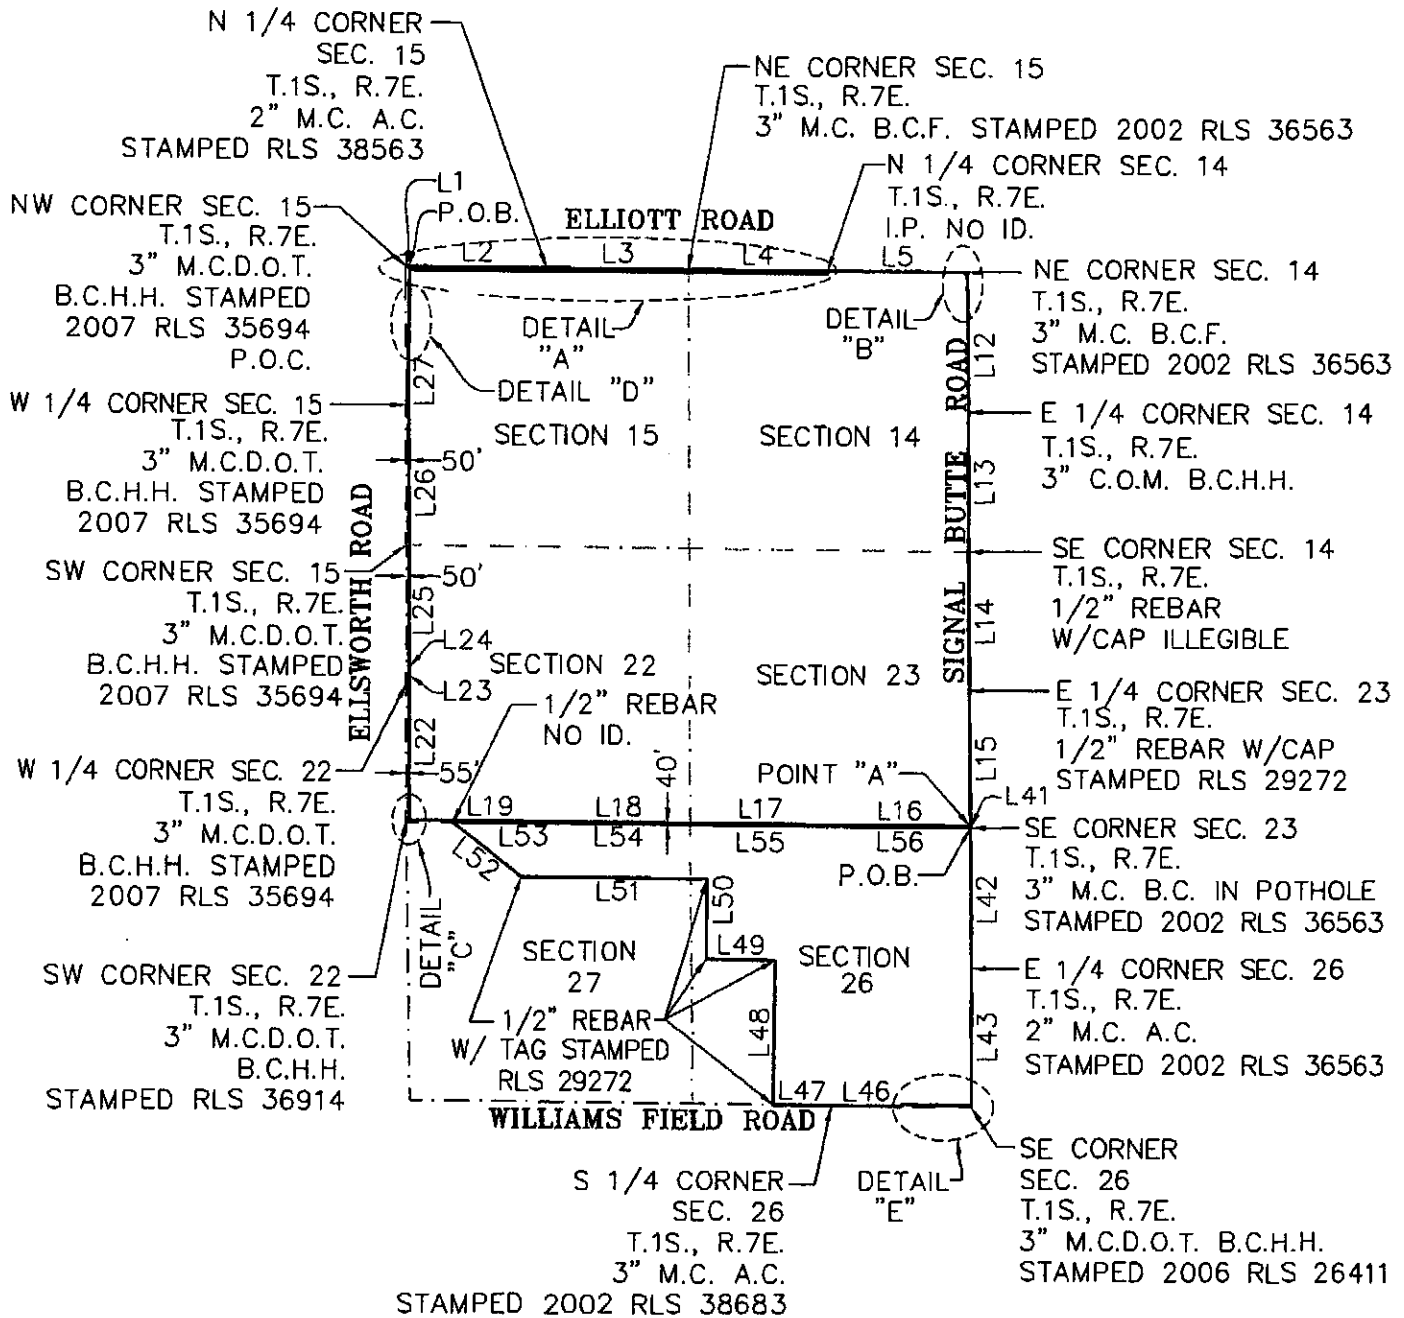 N 1/4 CORNER
SEC. 15
T.1S., R.7E.
2" M.C. A.C.
STAMPED RLS 38563
NE CORNER SEC. 15
T.1S., R.7E.
3" M.C. B.C.F. STAMPED 2002 RLS 36563
N 1/4 CORNER SEC. 14
T.1S., R.7E.
I.P. NO ID.
L1
P.O.B.
ELLIOTT ROAD
L2
L3
L4
L5
NW CORNER SEC. 15
T.1S., R.7E.
3" M.C.D.O.T.
B.C.H.H. STAMPED
2007 RLS 35694
P.O.C.
NE CORNER SEC. 14
T.1S., R.7E.
3" M.C. B.C.F.
STAMPED 2002 RLS 36563
DETAIL
"A"
DETAIL
"B"
DETAIL "D"
L27
L12
W 1/4 CORNER SEC. 15
T.1S., R.7E.
3" M.C.D.O.T.
B.C.H.H. STAMPED
2007 RLS 35694
SECTION 15
SECTION 14
E 1/4 CORNER SEC. 14
T.1S., R.7E.
3" C.O.M. B.C.H.H.
50'
L26
L13
ELLSWORTH ROAD
SIGNAL BUTTE ROAD
SW CORNER SEC. 15
T.1S., R.7E.
3" M.C.D.O.T.
B.C.H.H. STAMPED
2007 RLS 35694
50'
L25
L24
L23
L14
SE CORNER SEC. 14
T.1S., R.7E.
1/2" REBAR
W/CAP ILLEGIBLE
SECTION 22
SECTION 23
1/2" REBAR
NO ID.
E 1/4 CORNER SEC. 23
T.1S., R.7E.
1/2" REBAR W/CAP
STAMPED RLS 29272
L22
L15
W 1/4 CORNER SEC. 22
T.1S., R.7E.
3" M.C.D.O.T.
B.C.H.H. STAMPED
2007 RLS 35694
55'
40'
POINT "A"
L41
L19
L18
L17
L16
L53
L54
L55
L56
SE CORNER SEC. 23
T.1S., R.7E.
3" M.C. B.C. IN POTHOLE
STAMPED 2002 RLS 36563
P.O.B.
L52
L51
L50
L42
DETAIL
"C"
SW CORNER SEC. 22
T.1S., R.7E.
3" M.C.D.O.T.
B.C.H.H.
STAMPED RLS 36914
SECTION
27
L49
SECTION
26
E 1/4 CORNER SEC. 26
T.1S., R.7E.
2" M.C. A.C.
STAMPED 2002 RLS 36563
1/2" REBAR
W/ TAG STAMPED
RLS 29272
L48
L43
L47
L46
WILLIAMS FIELD ROAD
S 1/4 CORNER
SEC. 26
T.1S., R.7E.
3" M.C. A.C.
STAMPED 2002 RLS 38683
DETAIL
"E"
SE CORNER
SEC. 26
T.1S., R.7E.
3" M.C.D.O.T. B.C.H.H.
STAMPED 2006 RLS 26411